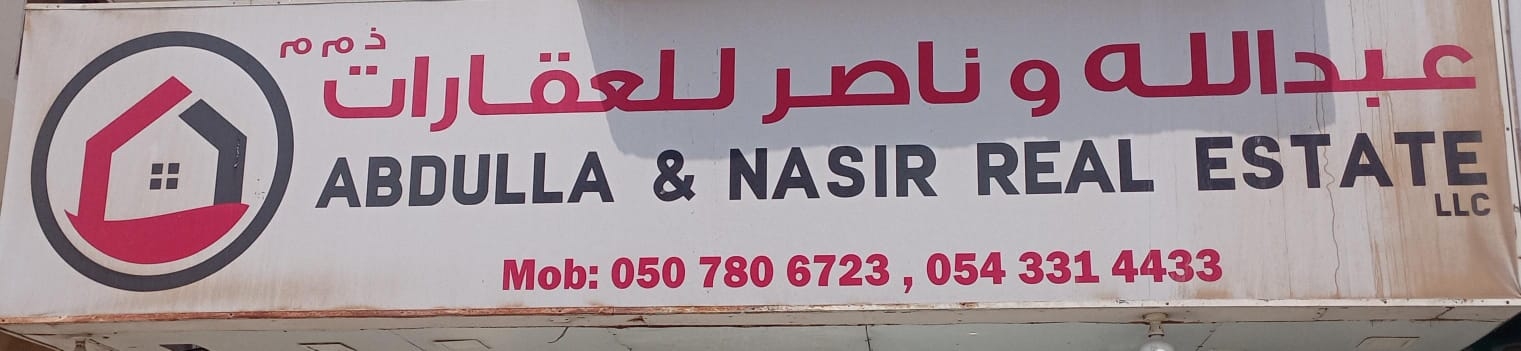 عبدالله و ناصر للعقارات ذ م م
ABDULLA & NASIR REAL ESTATE
LLC
Mob: 050 780 6723 , 054 331 4433